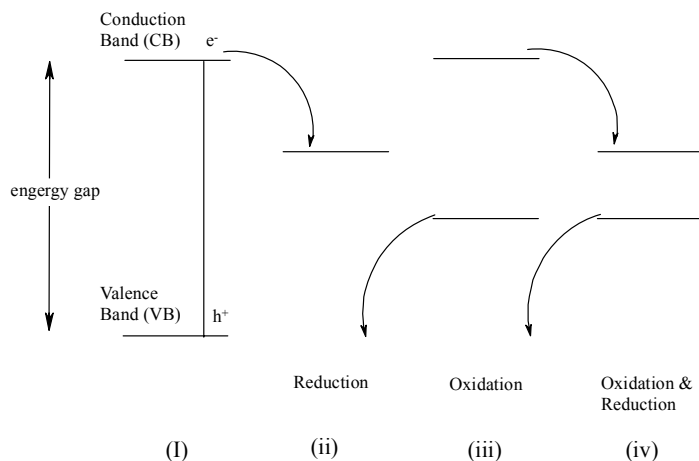 Conduction
Band (CB)
e-
engergy gap
Valence
Band (VB)
h+
Reduction
Oxidation
Oxidation &
Reduction
(I)
(ii)
(iii)
(iv)